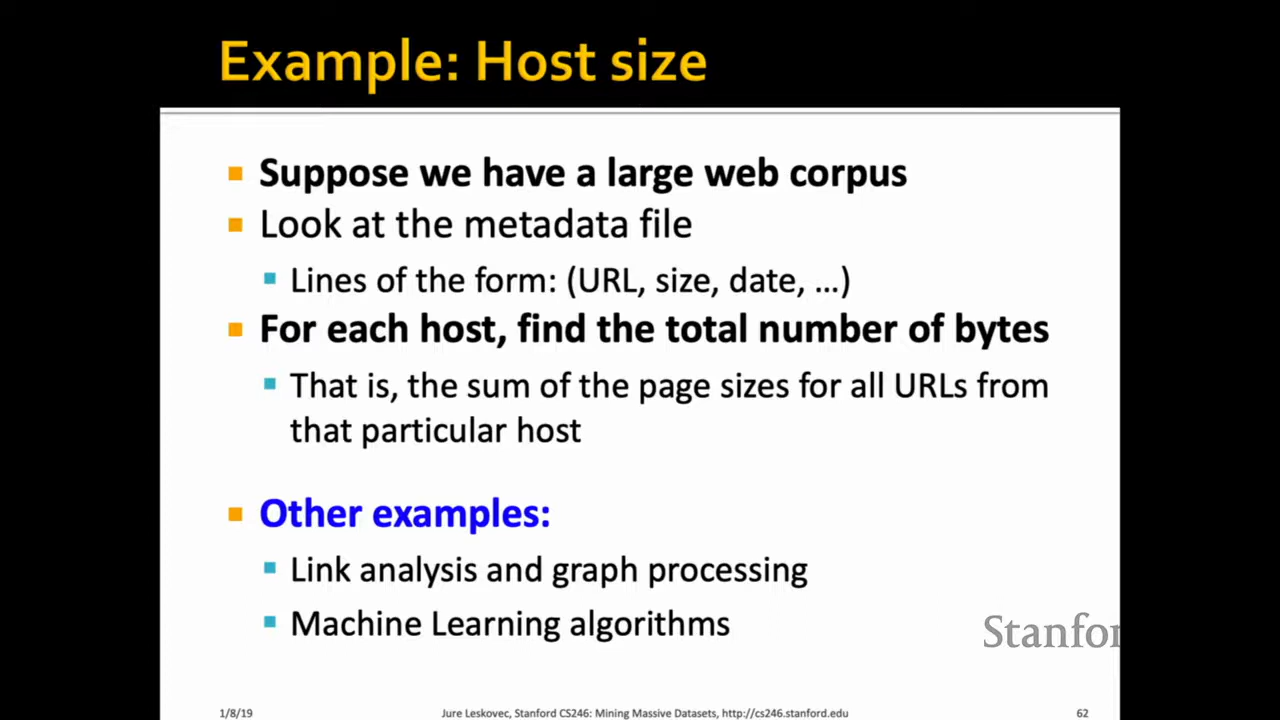 Example: Host size
Suppose we have a large web corpus
Look at the metadata file
Lines of the form: (URL, size, date, …)
For each host, find the total number of bytes
That is, the sum of the page sizes for all URLs from
that particular host
Other examples:
Link analysis and graph processing
Machine Learning algorithms
Stanfor
1/8/19
Jure Leskovec, Stanford CS246: Mining Massive Datasets, http://cs246.stanford.edu
62